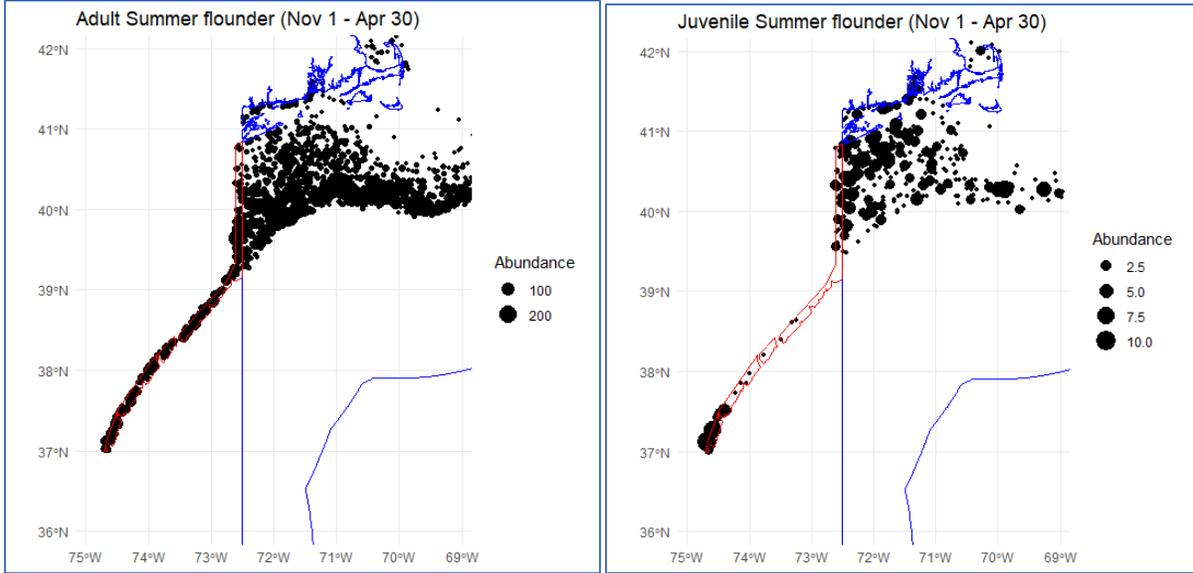 Adult Summer flounder (Nov 1 - Apr 30)
42°N
41°N
40°N
39°N
38°N
37°N
36°N
75°W 74°W 73°W 72°W 71°W 70°W 69°W
Abundance
100
200
Juvenile Summer flounder (Nov 1 - Apr 30)
42°N
41°N
40°N
39°N
38°N
37°N
36°N
75°W 74°W 73°W 72°W 71°W 70°W 69°W
Abundance
2.5
5.0
7.5
10.0